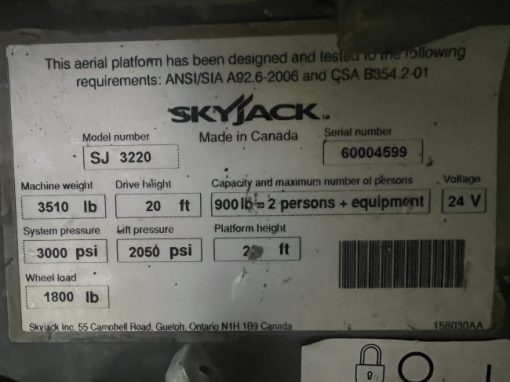 This aerial platform has been designed and tested to the following
requirements: ANSI/SIA A92.6-2006 and CSA B354.2-01
SKYJACK™
Model number
Made in Canada
Serial number
SJ 3220
60004599
Machine weight
Drive height
Capacity and maximum number of persons
Voltage
3510 lb
20 ft
900 lb = 2 persons + equipment
24 V
System pressure
Lift pressure
Platform height
3000 psi
2050 psi
ft
Wheel load
1800 lb
Skyjack Inc. 55 Campbell Road, Guelph, Ontario N1H 1B9 Canada
158030AA